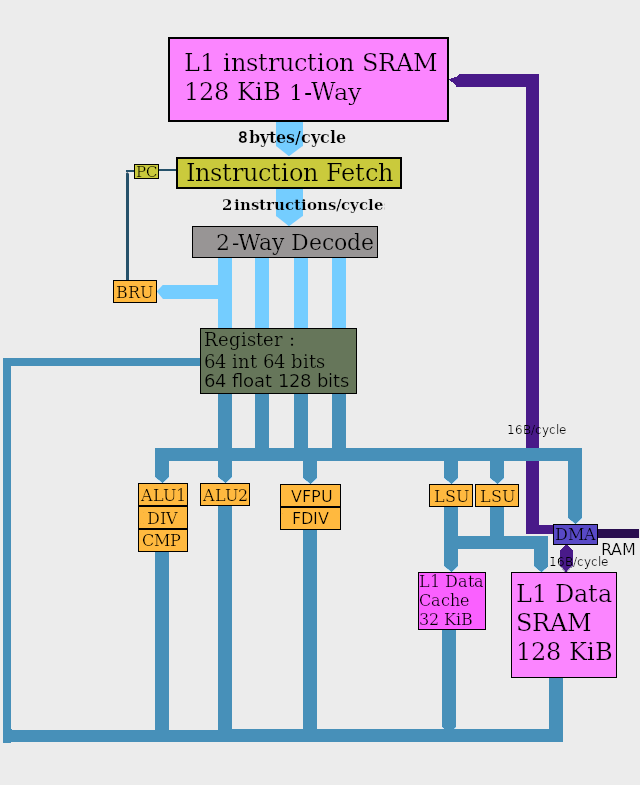 L1 instruction SRAM
128 KiB 1-Way
8bytes/cycle
PC
Instruction Fetch
2instructions/cycle
2-Way Decode
BRU
Register :
64 int 64 bits
64 float 128 bits
16B/cycle
ALU1
ALU2
VFPU
LSU
LSU
DIV
FDIV
CMP
DMA
RAM
16B/cycle
L1 Data
Cache
32 KiB
L1 Data
SRAM
128 KiB